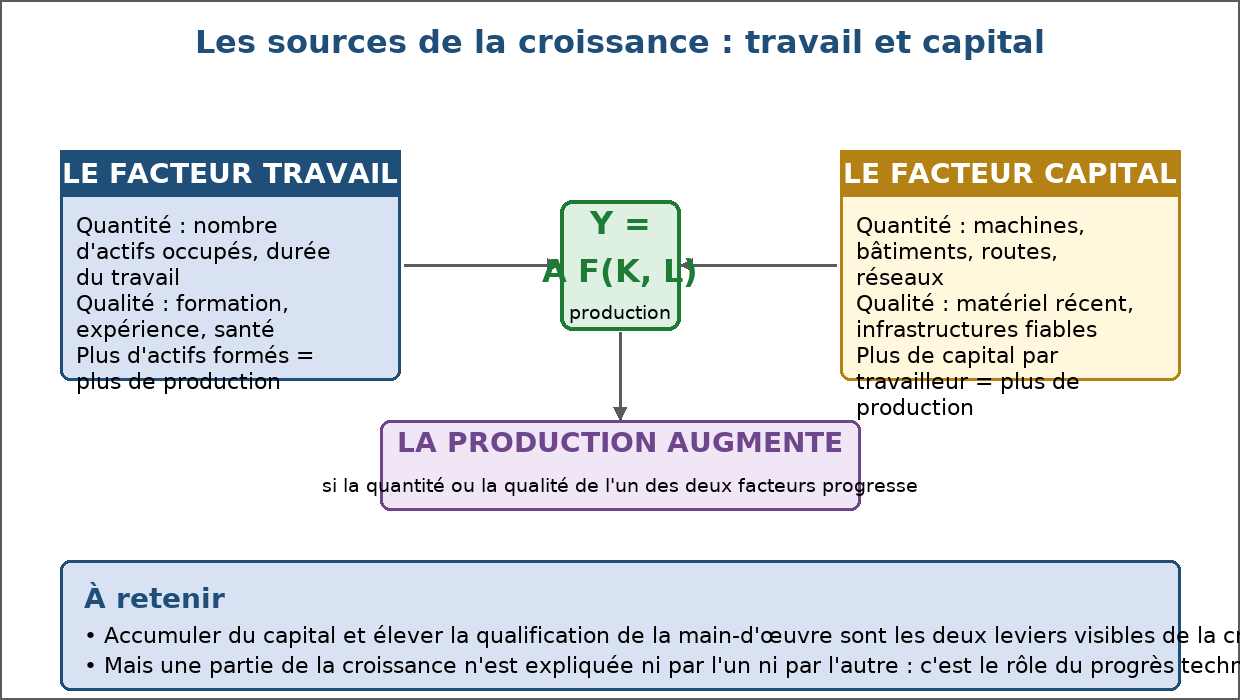 Les sources de la croissance : travail et capital
LE FACTEUR TRAVAIL
Quantité : nombre
d'actifs occupés, durée
du travail
Qualité : formation,
expérience, santé
Plus d'actifs formés =
plus de production
Y =
A F(K, L)
production
LE FACTEUR CAPITAL
Quantité : machines,
bâtiments, routes,
réseaux
Qualité : matériel récent,
infrastructures fiables
Plus de capital par
travailleur = plus de
production
LA PRODUCTION AUGMENTE
si la quantité ou la qualité de l'un des deux facteurs progresse
À retenir
• Accumuler du capital et élever la qualification de la main-d'œuvre sont les deux leviers visibles de la
• Mais une partie de la croissance n'est expliquée ni par l'un ni par l'autre : c'est le rôle du progrès